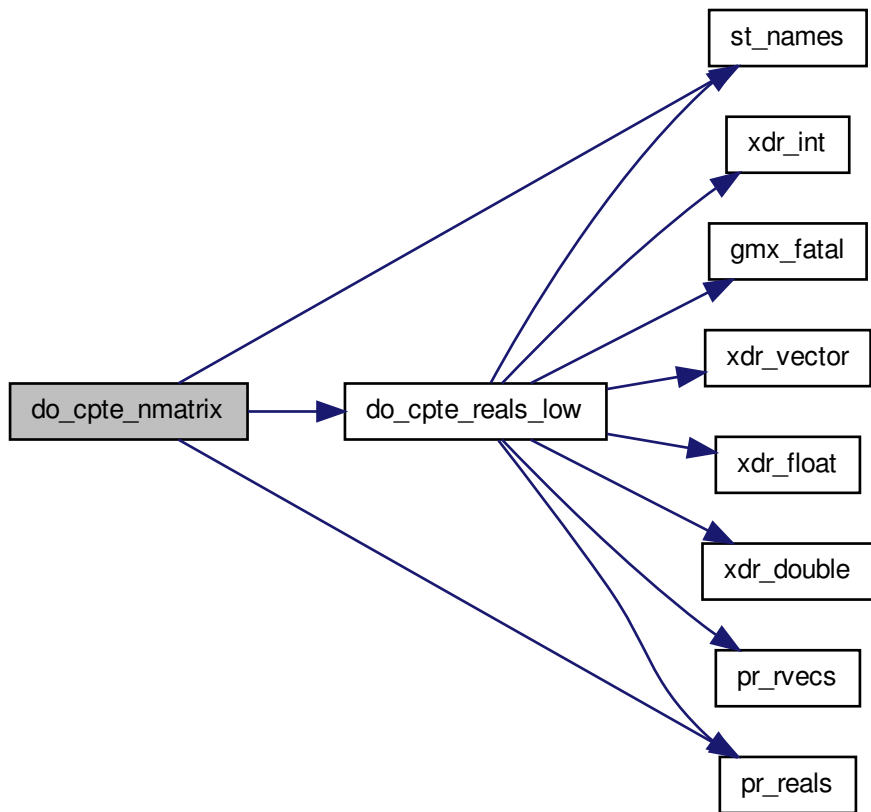 st_names
xdr_int
gmx_fatal
xdr_vector
do_cpte_nmatrix
do_cpte_reals_low
xdr_float
xdr_double
pr_rvecs
pr_reals